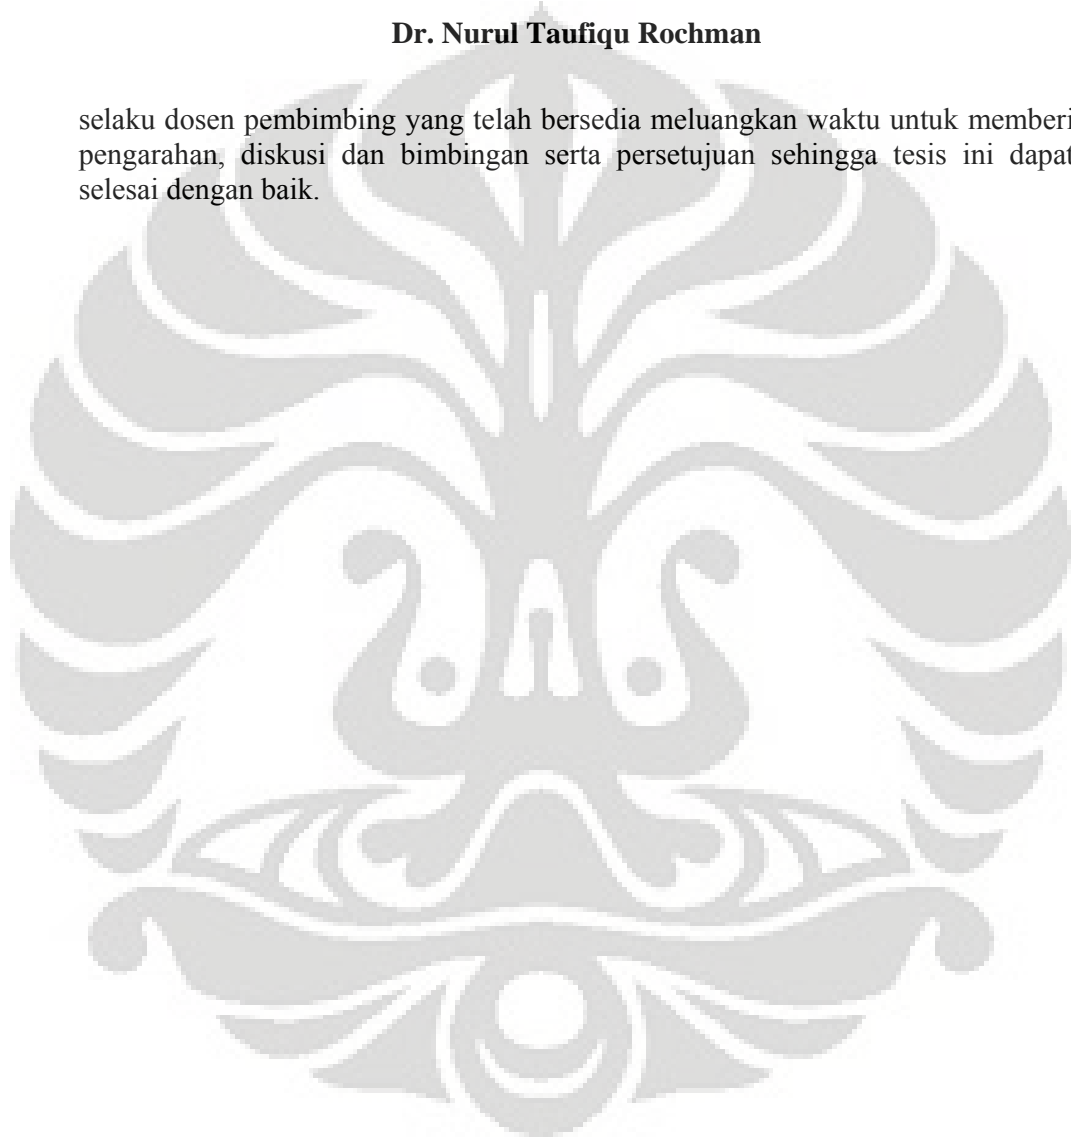 Dr. Nurul Taufiqu Rochman
selaku dosen pembimbing yang telah bersedia meluangkan waktu untuk memberi
pengarahan, diskusi dan bimbingan serta persetujuan sehingga tesis ini dapat
selesai dengan baik.